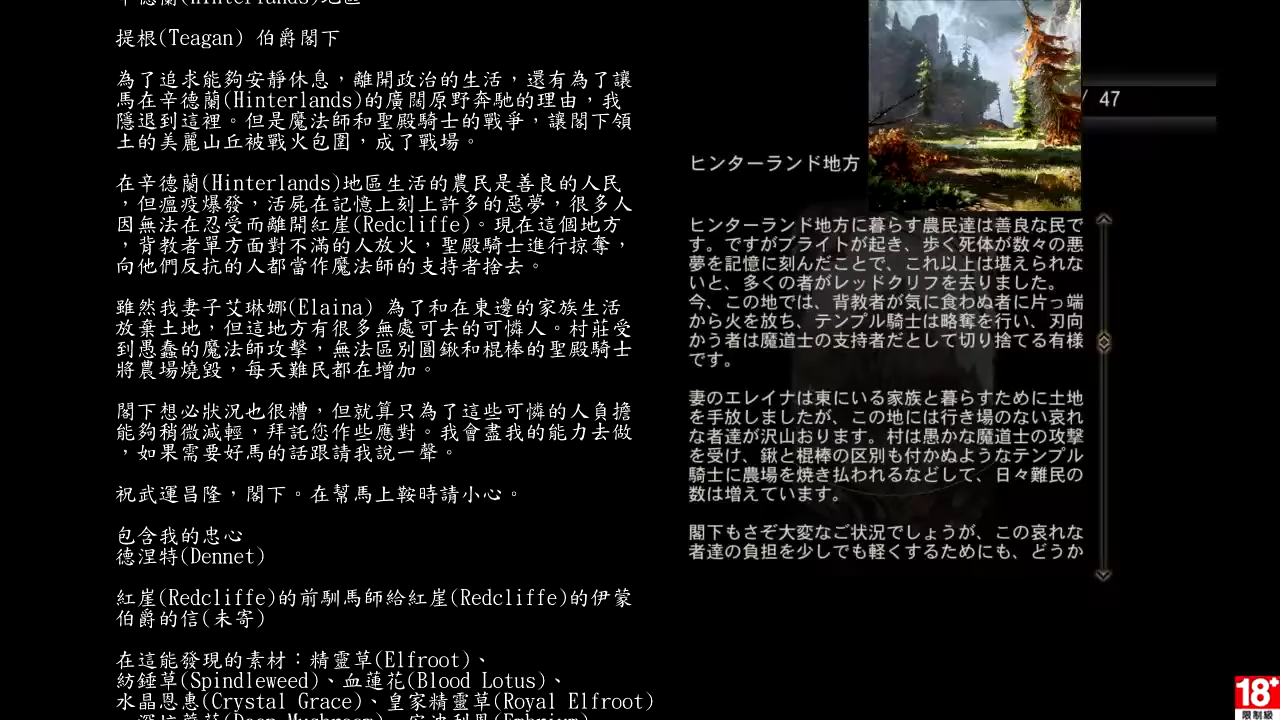 提根(Teagan) 伯爵閣下
為了追求能夠安靜休息，離開政治的生活，還有為了讓
馬在辛德蘭(Hinterlands)的廣闊原野奔馳的理由，我
隱退到這裡。但是魔法師和聖殿騎士的戰爭，讓閣下領
土的美麗山丘被戰火包圍，成了戰場。
在辛德蘭(Hinterlands)地區生活的農民是善良的人民
，但瘟疫爆發，活屍在記憶上刻上許多的惡夢，很多人
因無法在忍受而離開紅崖(Redcliffe)。現在這個地方
，背教者單方面對不滿的人放火，聖殿騎士進行掠奪，
向他們反抗的人都當作魔法師的支持者捨去。
雖然我妻子艾琳娜(Elaina) 為了和在東邊的家族生活
放棄土地，但這地方有很多無處可去的可憐人。村莊受
到愚蠢的魔法師攻擊，無法區別圓鍬和棍棒的聖殿騎士
將農場燒毀，每天難民都在增加。
閣下想必狀況也很糟，但就算只為了這些可憐的人負擔
能夠稍微減輕，拜託您作些應對。我會盡我的能力去做
，如果需要好馬的話跟請我說一聲。
祝武運昌隆，閣下。在幫馬上鞍時請小心。
包含我的忠心
德涅特(Dennet)
紅崖(Redcliffe)的前馴馬師給紅崖(Redcliffe)的伊蒙
伯爵的信(未寄)
在這能發現的素材：精靈草(Elfroot)、
紡錘草(Spindleweed)、血蓮花(Blood Lotus)、
水晶恩惠(Crystal Grace)、皇家精靈草(Royal Elfroot)
/ 47
ヒンターランド地方
ヒンターランド地方に暮らす農民達は善良な民で
す。ですがブライトが起き、歩く死体が数々の悪
夢を記憶に刻んだことで、これ以上は堪えられな
いと、多くの者がレッドクリフを去りました。
今、この地では、背教者が気に食わぬ者に片っ端
から火を放ち、テンプル騎士は略奪を行い、刃向
かう者は魔道士の支持者だとして切り捨てる有様
です。
妻のエレイナは東にいる家族と暮らすために土地
を手放しましたが、この地には行き場のない哀れ
な者達が沢山おります。村は愚かな魔道士の攻撃
を受け、鍬と棍棒の区別も付かぬようなテンプル
騎士に農場を焼き払われるなどして、日々難民の
数は増えています。
閣下もさぞ大変なご状況でしょうが、この哀れな
者達の負担を少しでも軽くするためにも、どうか
18+
限制級